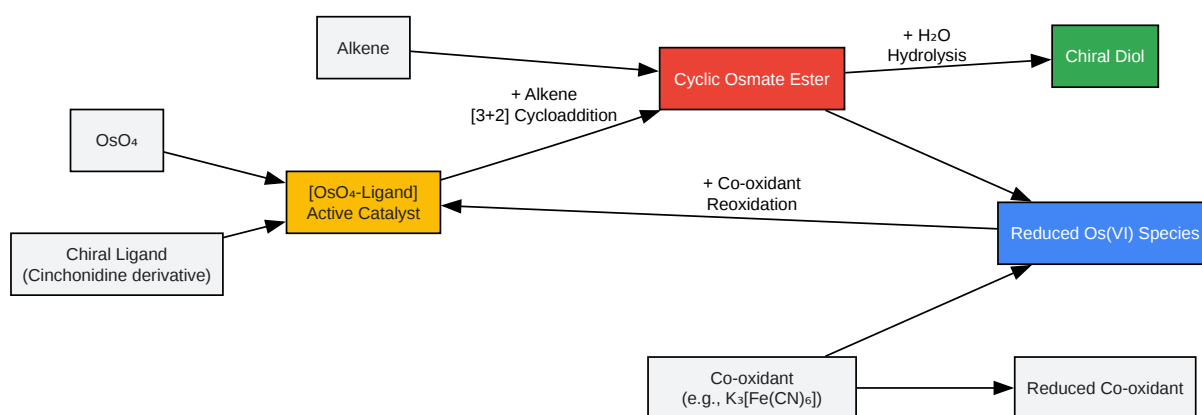 Alkene
+ H₂O
Hydrolysis
Chiral Diol
Cyclic Osmate Ester
+ Alkene
[3+2] Cycloaddition
OsO₄
[OsO₄-Ligand]
Active Catalyst
+ Co-oxidant
Reoxidation
Chiral Ligand
(Cinchonidine derivative)
Reduced Os(VI) Species
Co-oxidant
(e.g., K₃[Fe(CN)₆])
Reduced Co-oxidant